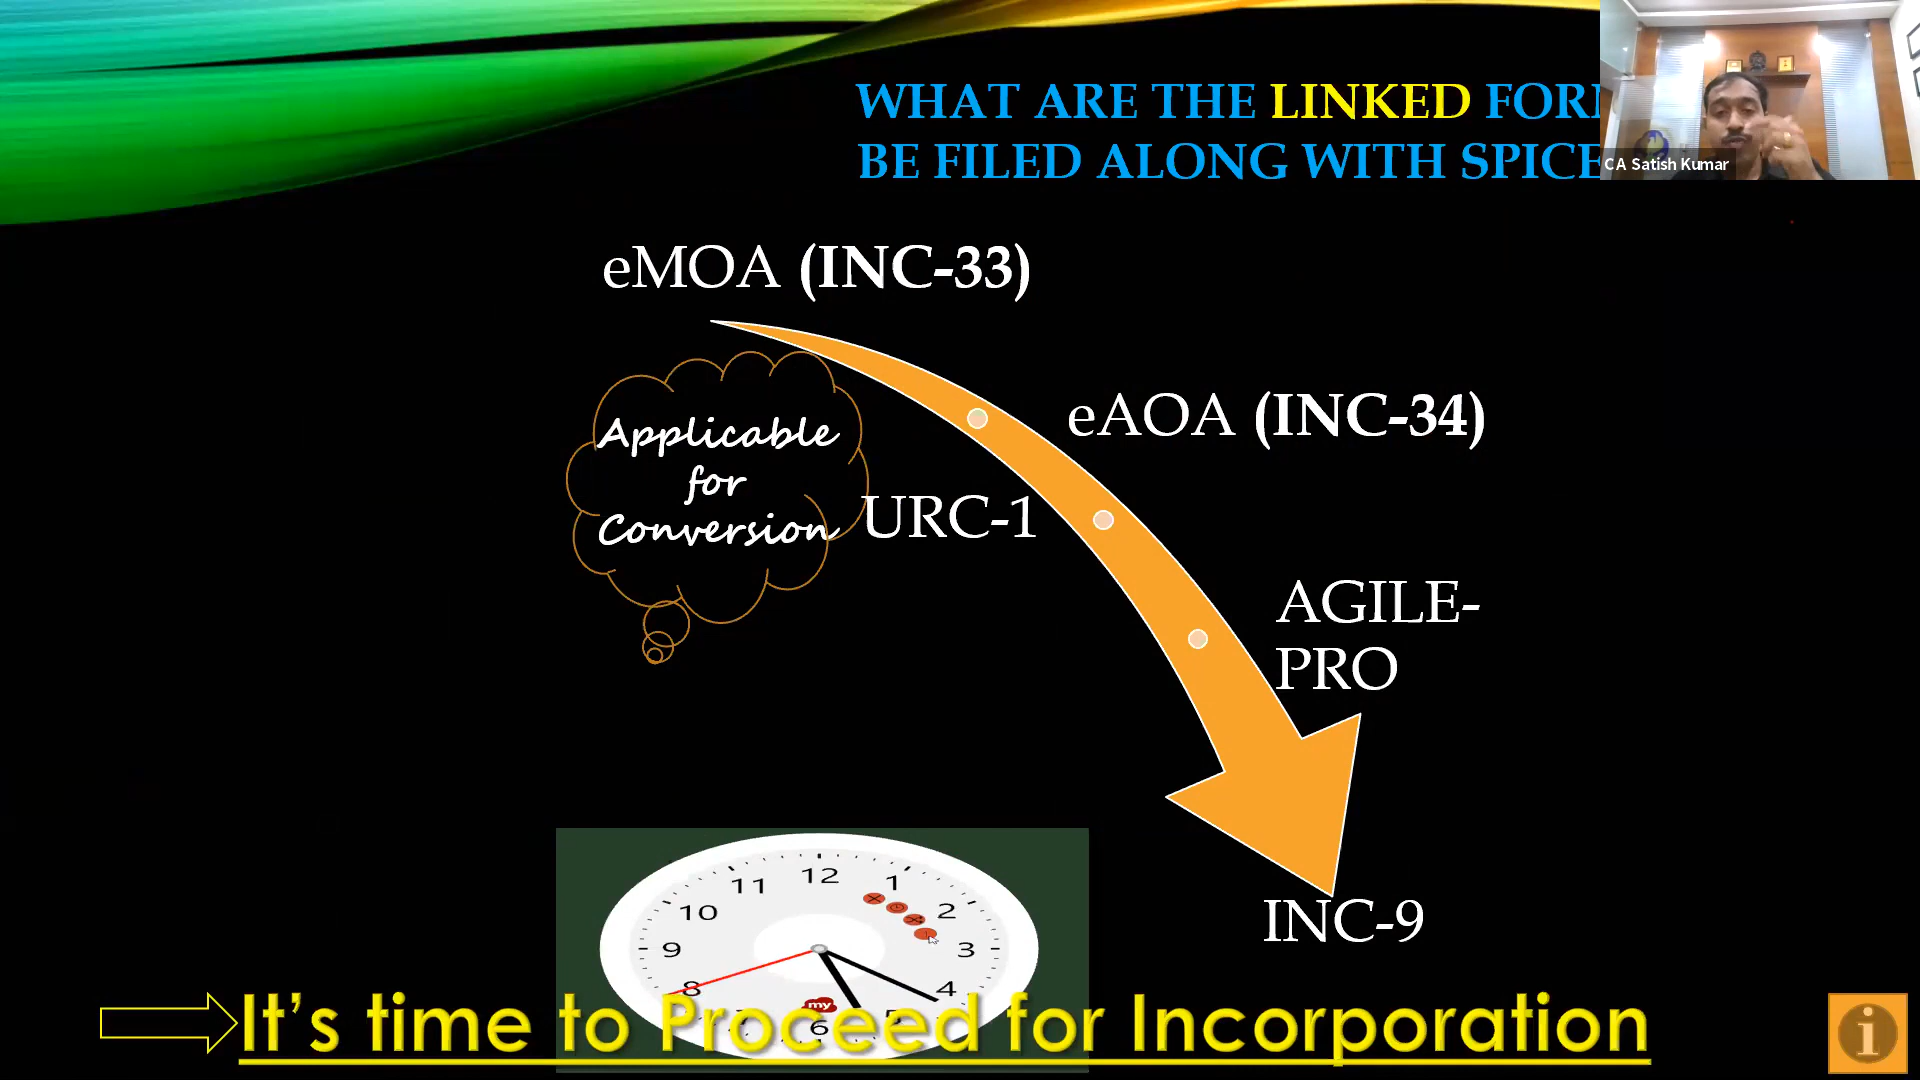 WHAT ARE THE LINKED
BE FILED ALONG WITH SPICE
CA Satish Kumar
eMOA (INC-33)
eAOA (INC-34)
Applicable
for
Conversion
URC-1
AGILE-
PRO
INC-9
12
11
1
10
2
9
3
8
4
my
5
6
It's time to Proceed for Incorporation
i